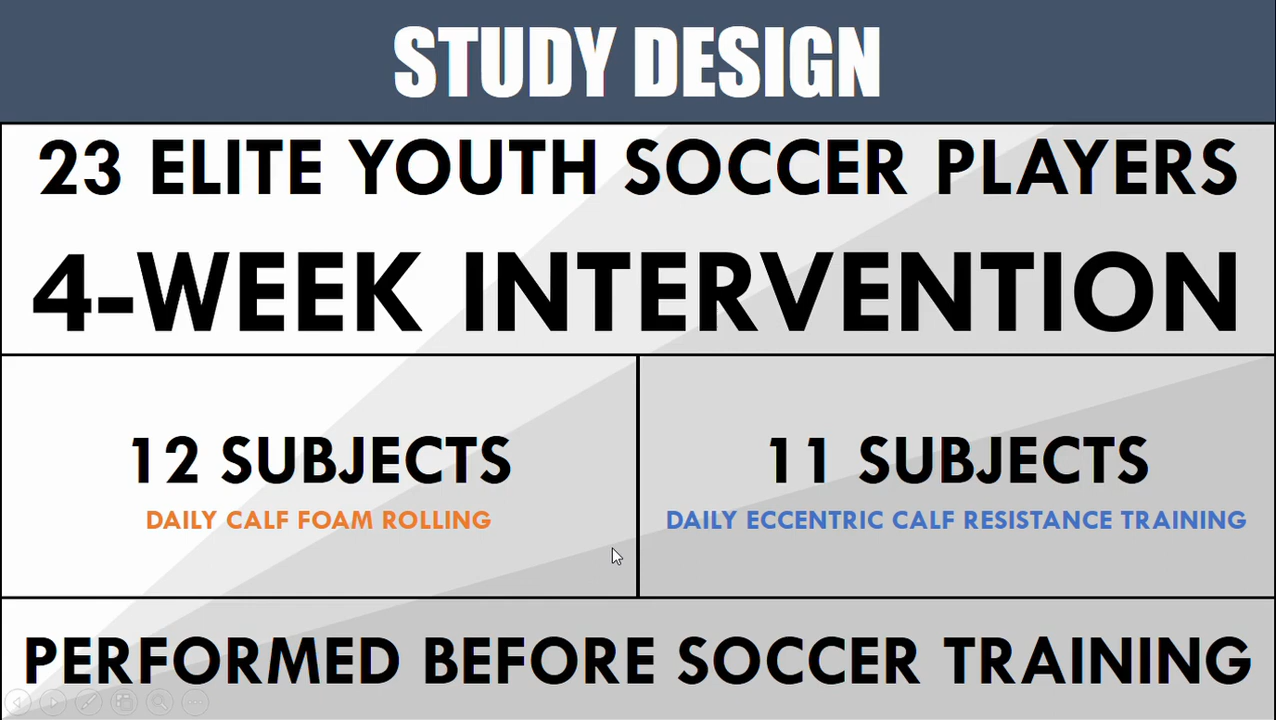 STUDY DESIGN
23 ELITE YOUTH SOCCER PLAYERS
4-WEEK INTERVENTION
12 SUBJECTS
DAILY CALF FOAM ROLLING
11 SUBJECTS
DAILY ECCENTRIC CALF RESISTANCE TRAINING
PERFORMED BEFORE SOCCER TRAINING